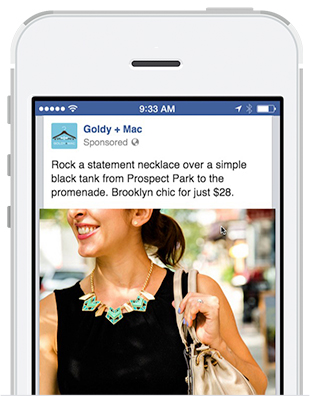 9:33 AM
Goldy + Mac
Sponsored
Rock a statement necklace over a simple
black tank from Prospect Park to the
promenade. Brooklyn chic for just $28.